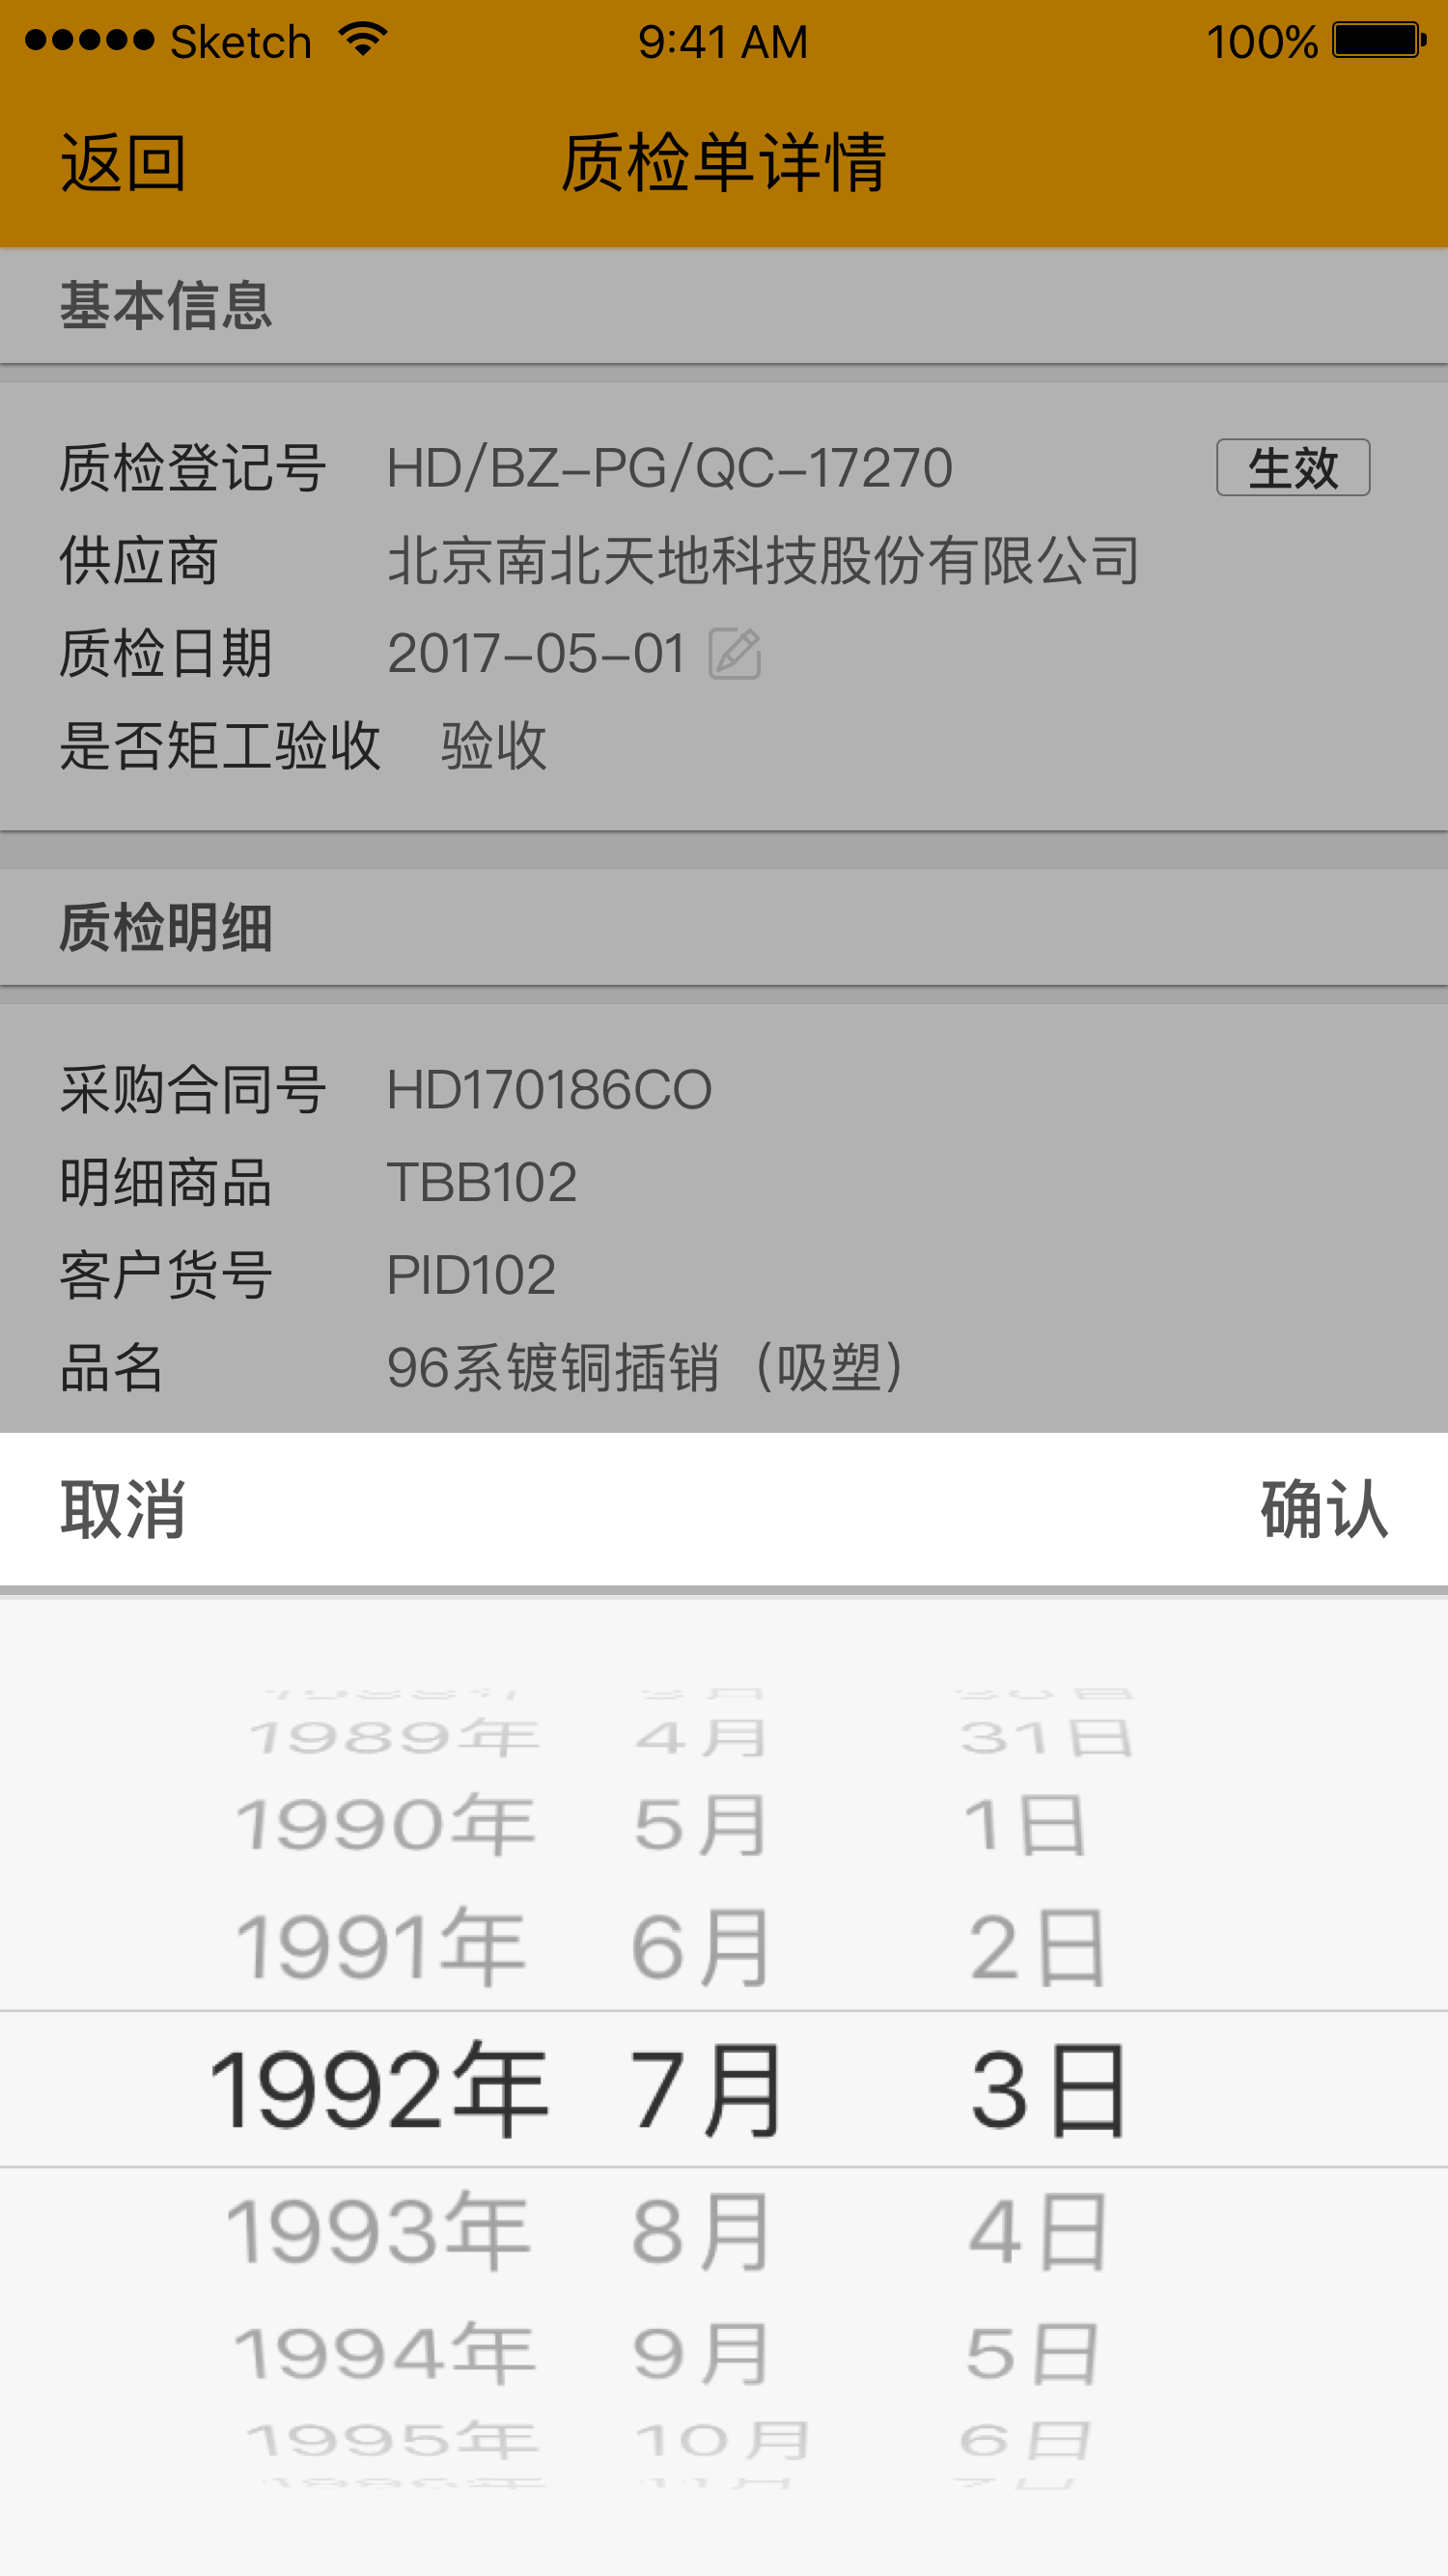 Sketch 9:41 AM 100%
返回 质检单详情
基本信息
质检登记号 HD/BZ-PG/QC-17270 生效
供应商 北京南北天地科技股份有限公司
质检日期 2017-05-01
是否矩工验收 验收
质检明细
采购合同号 HD170186CO
明细商品 TBB102
客户货号 PID102
品名 96系镀铜插销（吸塑）
取消 确认
1989年 4月 31日
1990年 5月 1日
1991年 6月 2日
1992年 7月 3日
1993年 8月 4日
1994年 9月 5日
1995年 10月 6日